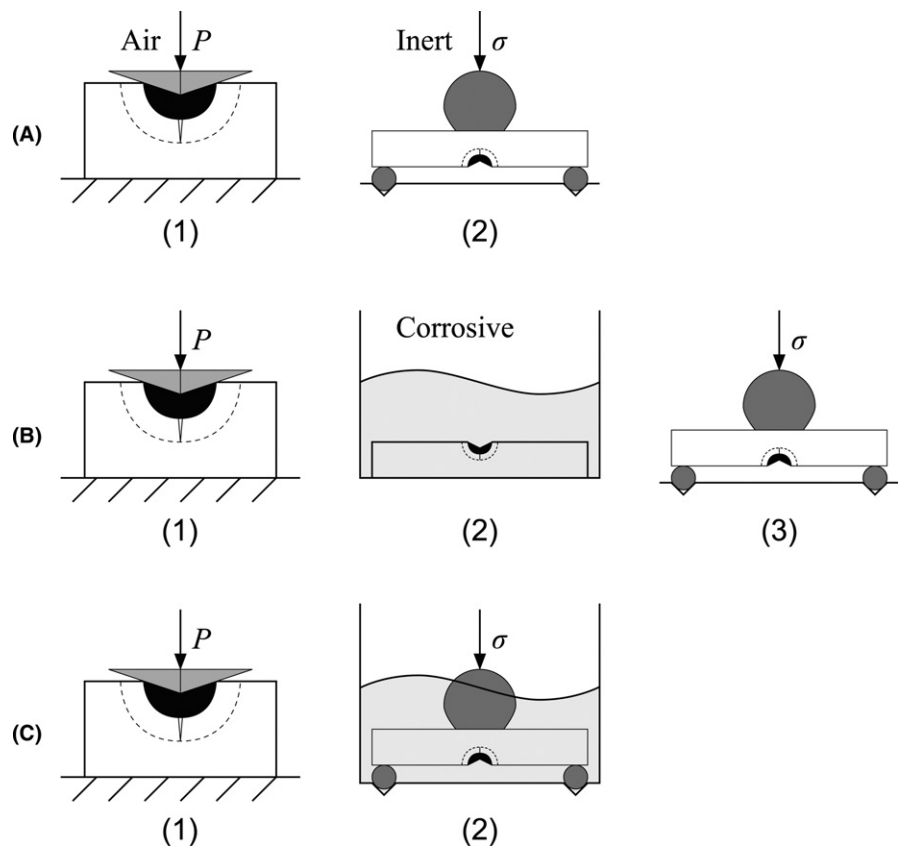 Air P
Inert σ
(A)
(1) (2)
P
Corrosive
σ
(B)
(1) (2) (3)
P
σ
(C)
(1) (2)